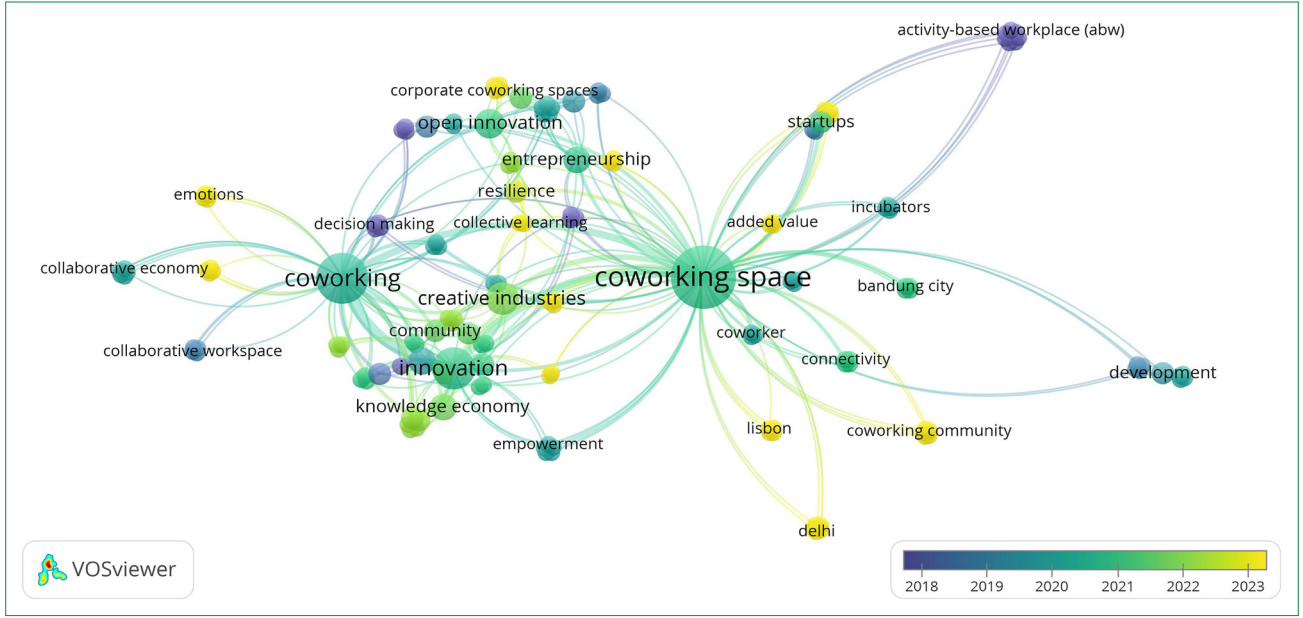 activity-based workplace (abw)
corporate coworking spaces
open innovation
startups
entrepreneurship
resilience
emotions
incubators
added value
decision making
collective learning
collaborative economy
coworking
coworking space
bandung city
creative industries
community
coworker
collaborative workspace
connectivity
innovation
development
knowledge economy
lisbon
coworking community
empowerment
delhi
VOSviewer
2018 2019 2020 2021 2022 2023